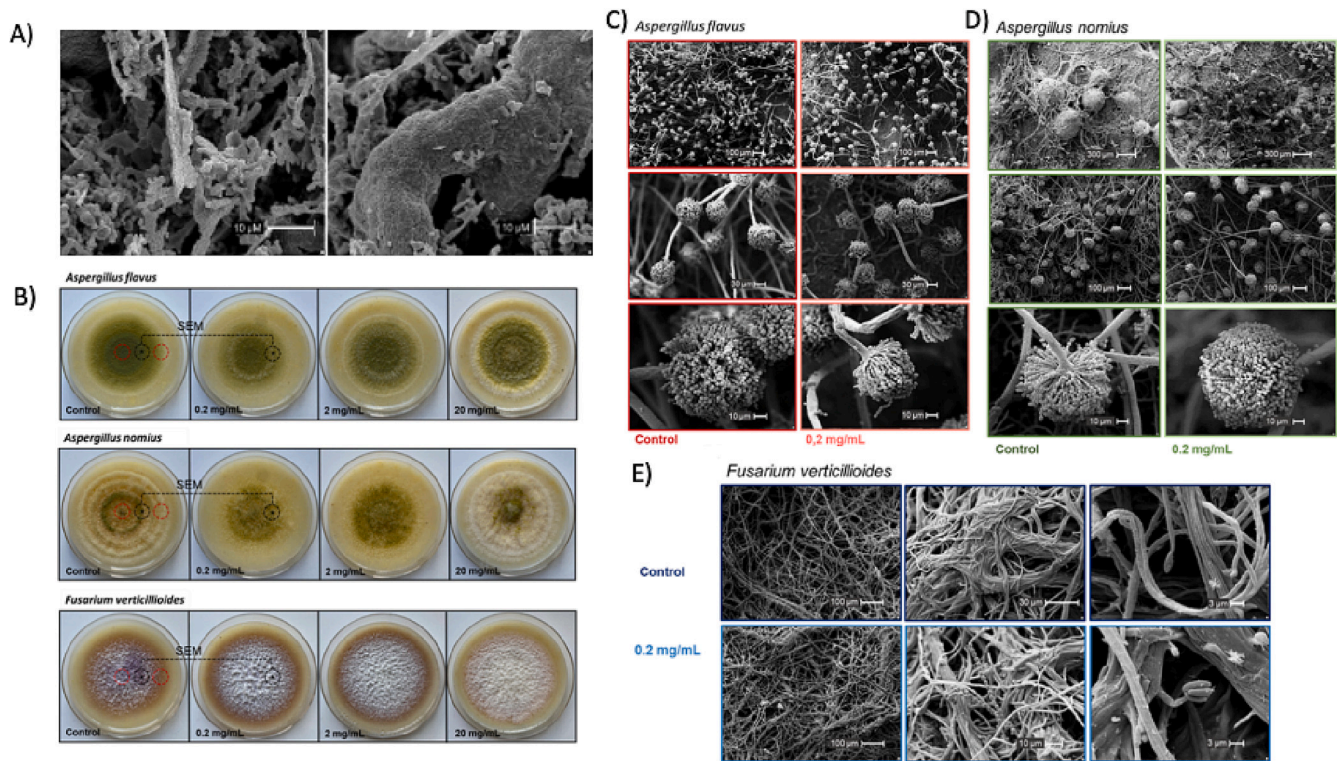 A)
10 µM
10 µM
B)
Aspergillus flavus
SEM
Control
0.2 mg/mL
2 mg/mL
20 mg/mL
Aspergillus nomius
SEM
Control
0.2 mg/mL
2 mg/mL
20 mg/mL
Fusarium verticillioides
SEM
Control
0.2 mg/mL
2 mg/mL
20 mg/mL
C)
Aspergillus flavus
100 µm
100 µm
30 µm
30 µm
10 µm
10 µm
Control
0,2 mg/mL
D)
Aspergillus nomius
300 µm
300 µm
100 µm
100 µm
10 µm
10 µm
Control
0.2 mg/mL
E)
Fusarium verticillioides
Control
100 µm
30 µm
3 µm
0.2 mg/mL
100 µm
10 µm
3 µm